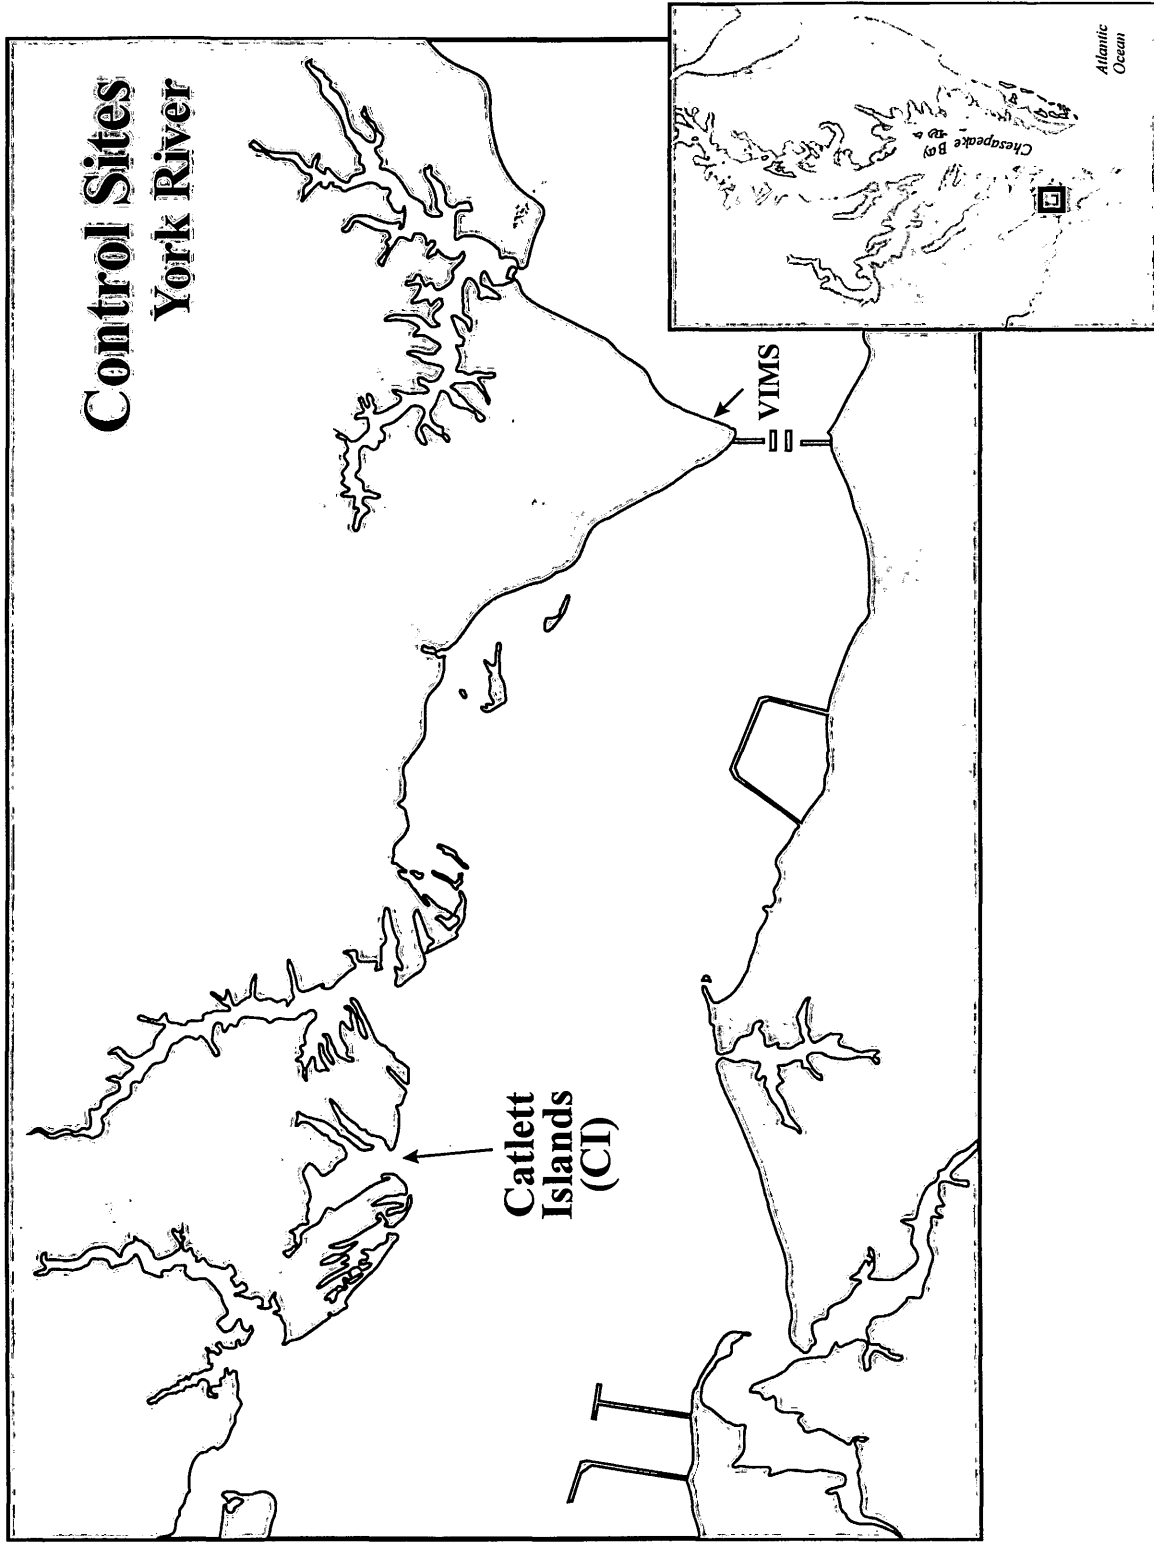 Control Sites
York River
Atlantic
Ocean
Chesapeake Bay
VIMS
Catlett
Islands
(CI)